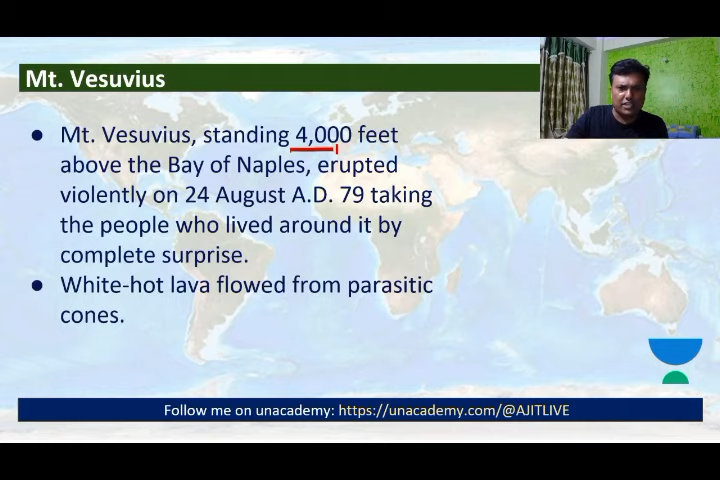 Mt. Vesuvius
● Mt. Vesuvius, standing 4,000 feet
above the Bay of Naples, erupted
violently on 24 August A.D. 79 taking
the people who lived around it by
complete surprise.
● White-hot lava flowed from parasitic
cones.
Follow me on unacademy: https://unacademy.com/@AJITLIVE